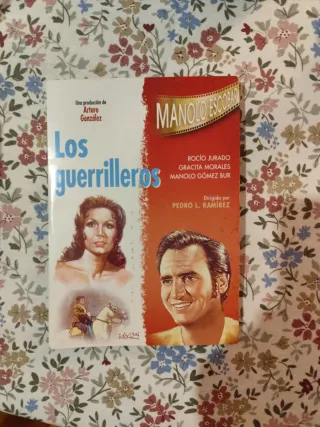 Una producción de
Arturo
González
Los
guerrilleros
MANOLO ESCOBAR
ROCÍO JURADO
GRACITA MORALES
MANOLO GÓMEZ BUR
Dirigida por
PEDRO L. RAMÍREZ